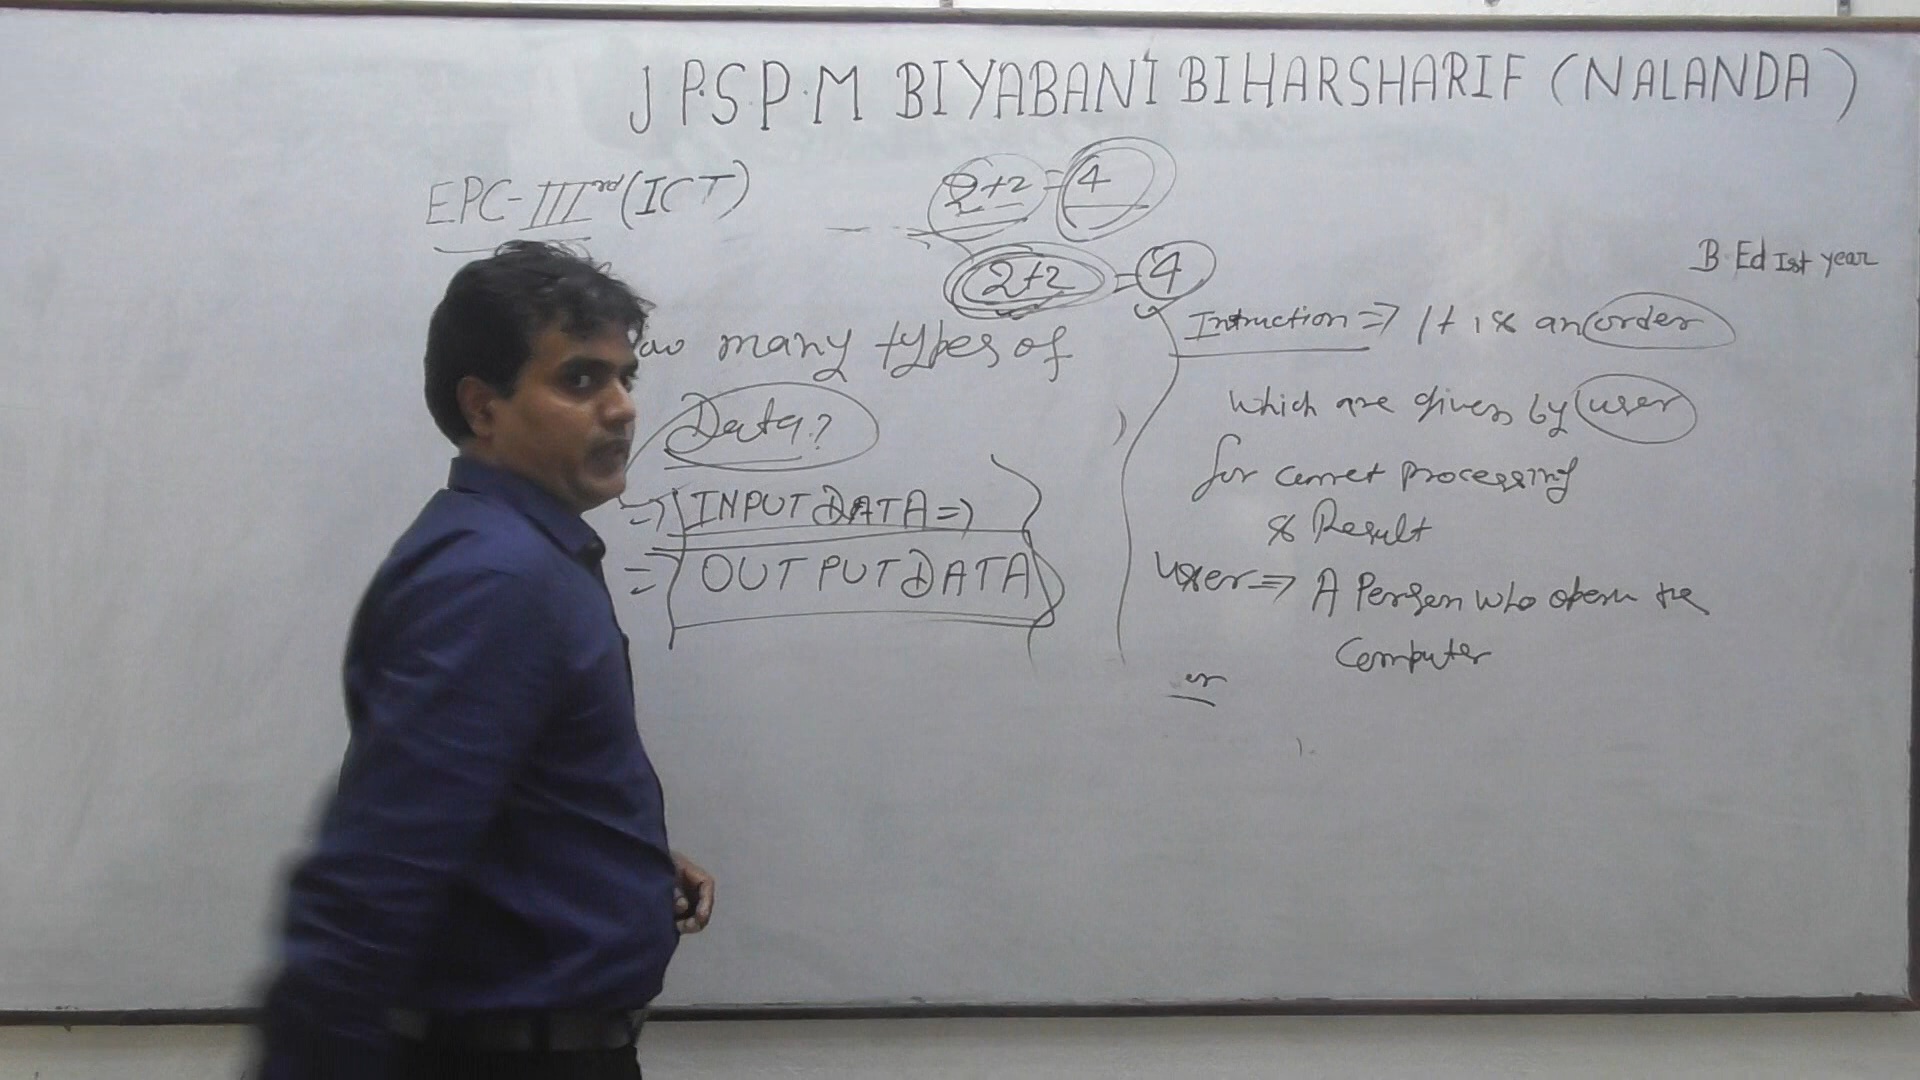 J.P.S.P.M BIYABANI BIHARSHARIF (NALANDA)
EPC-IIIrd (ICT)
2+2 = 4
2+2 = 4
B.Ed Ist year
many types of
Data?
=> INPUT DATA =>
=> OUTPUT DATA
Intruction => It is an order
which are given by user
for correct processing
& Result
user => A Person who the
Computer
or